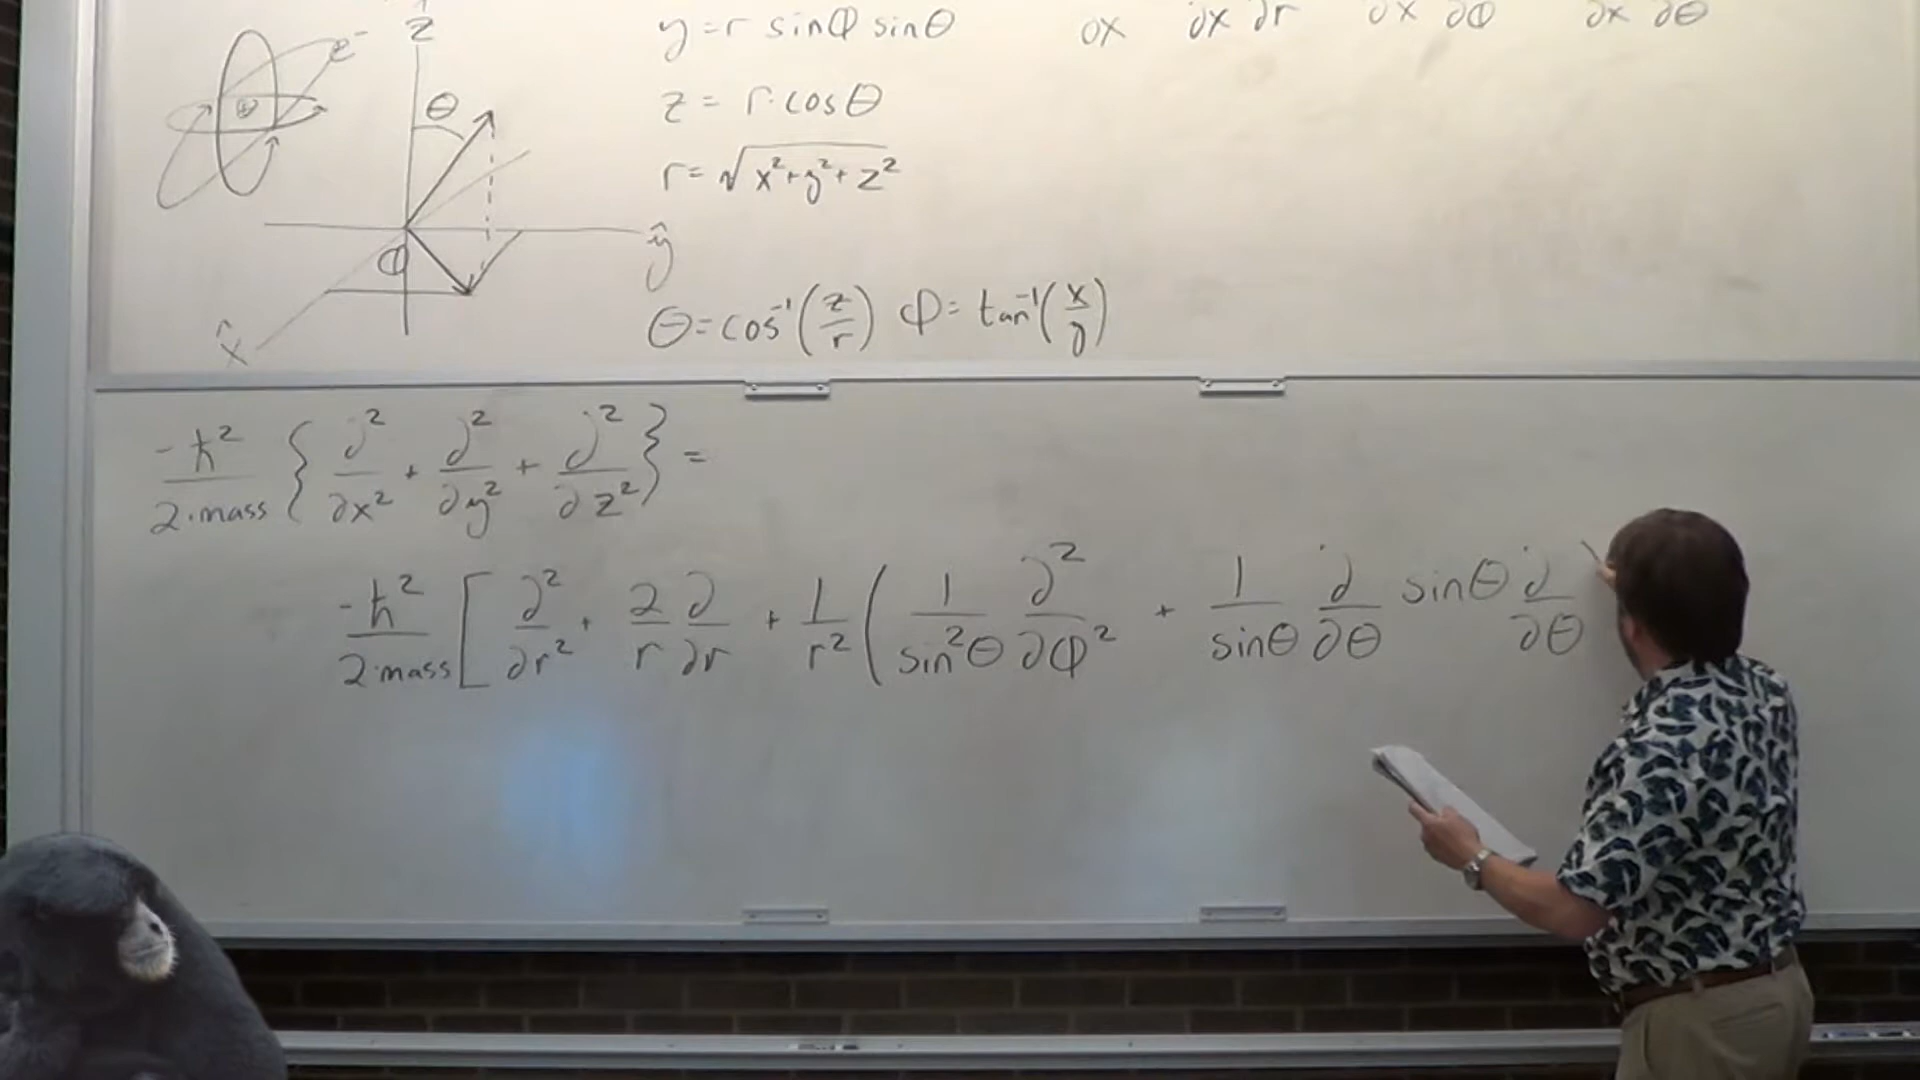 ẑ
e⁻
θ
ŷ
Φ
x̂
y = r sinΦ sinθ
z = r·cosθ
r = √(x²+y²+z²)
θ = cos⁻¹(z/r) Φ = tan⁻¹(x/y)
∂x ∂x ∂r ∂x ∂Φ ∂x ∂θ
-ħ²/2·mass { ∂²/∂x² + ∂²/∂y² + ∂²/∂z² } =
-ħ²/2·mass [ ∂²/∂r² + 2/r ∂/∂r + 1/r² ( 1/sin²θ ∂²/∂Φ² + 1/sinθ ∂/∂θ sinθ ∂/∂θ )